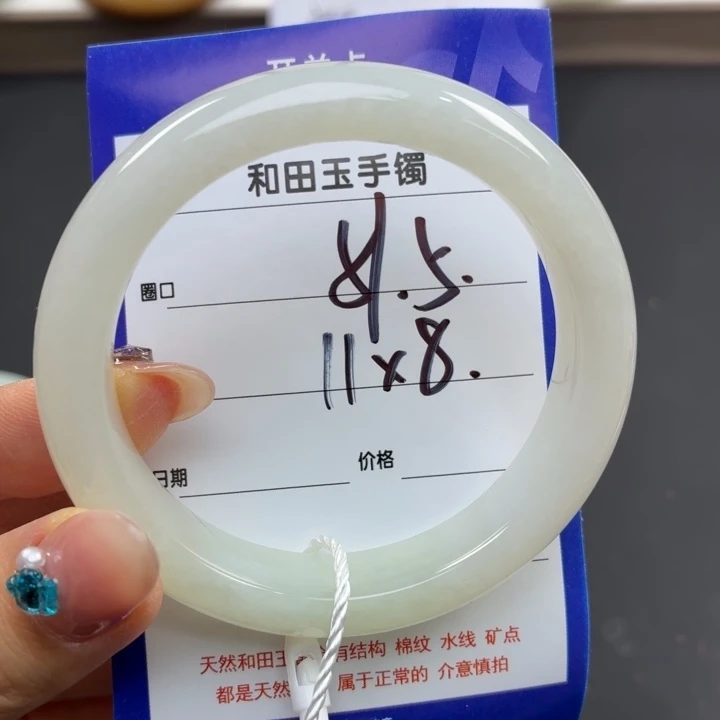 和田玉手镯
圈口 55.5.
11x8.
日期 价格
天然和田玉 有结构 棉纹 水线 矿点
都是天然 属于正常的 介意慎拍